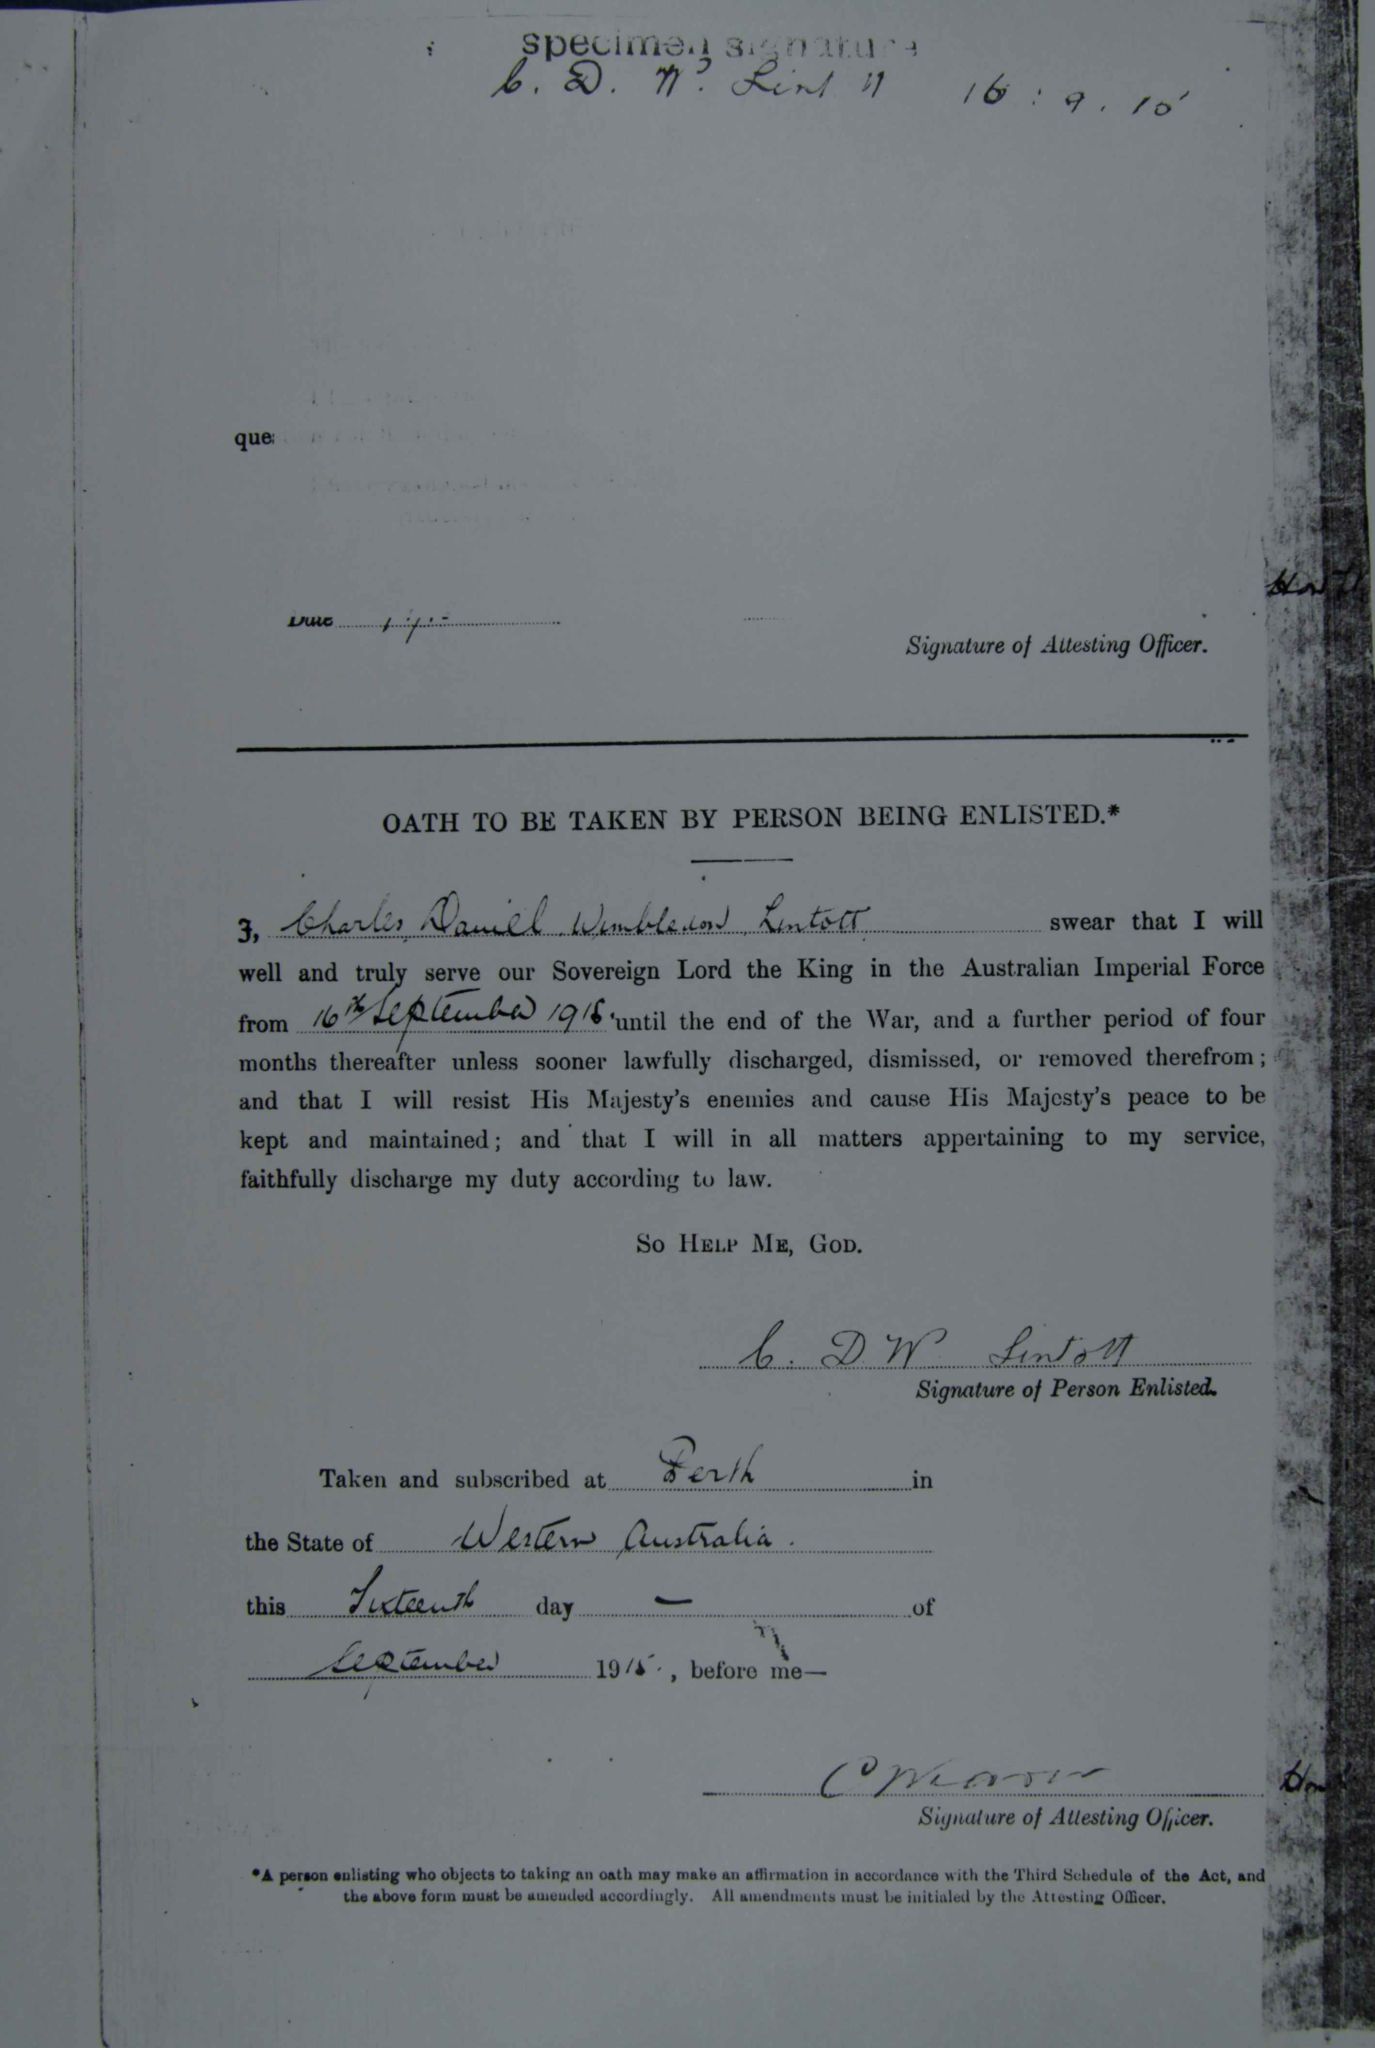 specimen signature
C. D. W. Lintott 16 : 9 . 15
que
Date
Signature of Attesting Officer.
OATH TO BE TAKEN BY PERSON BEING ENLISTED.*
I, Charles Daniel Wimbledon Lintott swear that I will
well and truly serve our Sovereign Lord the King in the Australian Imperial Force
from 16th September 1915. until the end of the War, and a further period of four
months thereafter unless sooner lawfully discharged, dismissed, or removed therefrom;
and that I will resist His Majesty's enemies and cause His Majesty's peace to be
kept and maintained; and that I will in all matters appertaining to my service,
faithfully discharge my duty according to law.
So Help Me, God.
C. D. W. Lintott
Signature of Person Enlisted.
Taken and subscribed at Perth in
the State of Western Australia.
this Sixteenth day — of
September 1915., before me—
Signature of Attesting Officer.
*A person enlisting who objects to taking an oath may make an affirmation in accordance with the Third Schedule of the Act, and
the above form must be amended accordingly. All amendments must be initialed by the Attesting Officer.